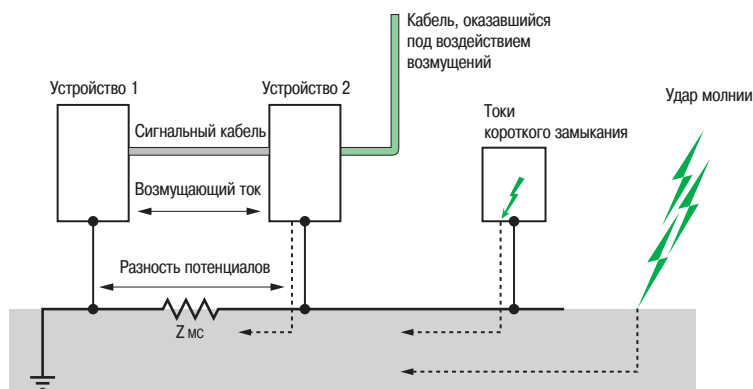 Кабель, оказавшийся
под воздействием
возмущений
Устройство 1
Устройство 2
Удар молнии
Токи
короткого замыкания
Сигнальный кабель
Возмущающий ток
Разность потенциалов
Z мс